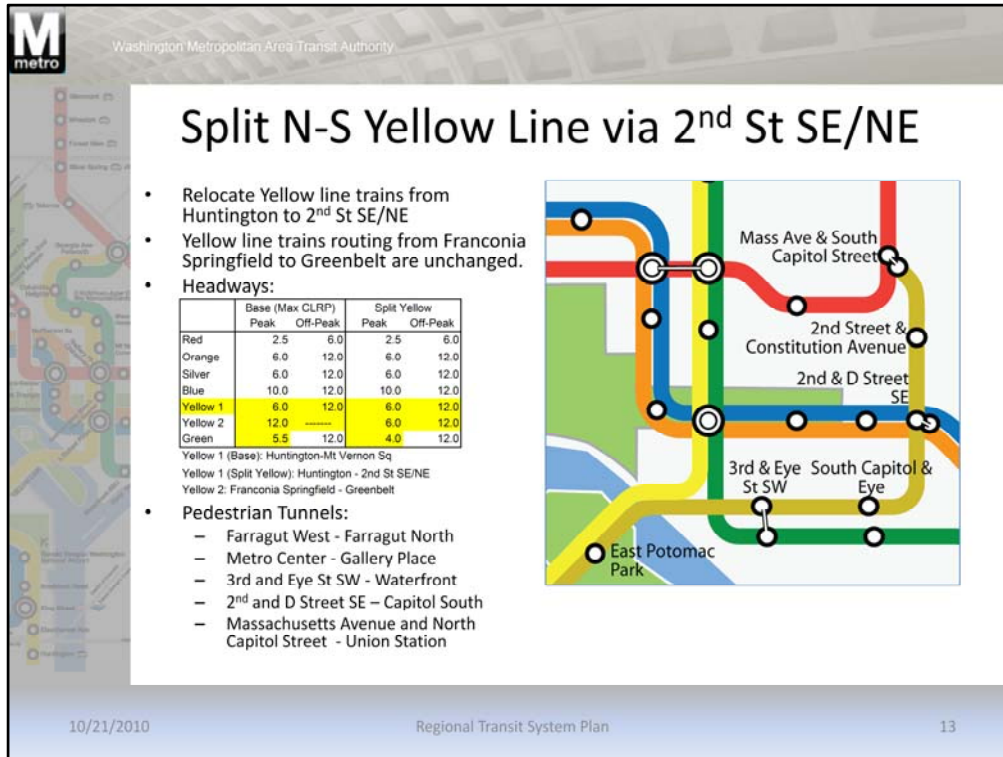 M
metro
Washington Metropolitan Area Transit Authority
Split N-S Yellow Line via 2nd St SE/NE
• Relocate Yellow line trains from
Huntington to 2nd St SE/NE
• Yellow line trains routing from Franconia
Springfield to Greenbelt are unchanged.
• Headways:
Base (Max CLRP) Split Yellow
Peak Off-Peak Peak Off-Peak
Red 2.5 6.0 2.5 6.0
Orange 6.0 12.0 6.0 12.0
Silver 6.0 12.0 6.0 12.0
Blue 10.0 12.0 10.0 12.0
Yellow 1 6.0 12.0 6.0 12.0
Yellow 2 12.0 ------- 6.0 12.0
Green 5.5 12.0 4.0 12.0
Yellow 1 (Base): Huntington-Mt Vernon Sq
Yellow 1 (Split Yellow): Huntington - 2nd St SE/NE
Yellow 2: Franconia Springfield - Greenbelt
• Pedestrian Tunnels:
– Farragut West - Farragut North
– Metro Center - Gallery Place
– 3rd and Eye St SW - Waterfront
– 2nd and D Street SE – Capitol South
– Massachusetts Avenue and North
Capitol Street - Union Station
Mass Ave & South
Capitol Street
2nd Street &
Constitution Avenue
2nd & D Street
SE
3rd & Eye
St SW
South Capitol &
Eye
East Potomac
Park
10/21/2010
Regional Transit System Plan
13